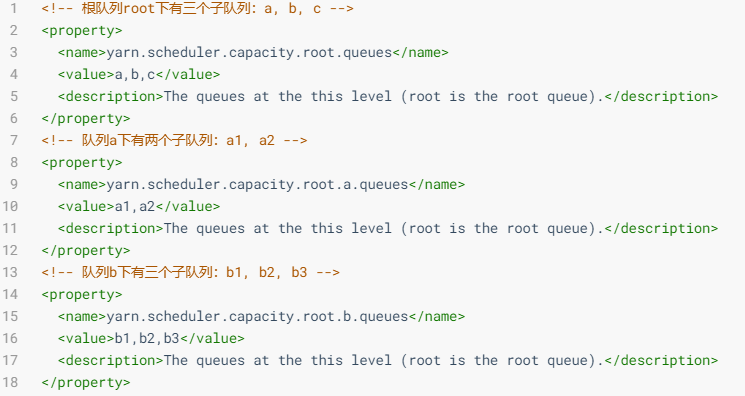 1 <!-- 根队列root下有三个子队列：a, b, c -->
2 <property>
3   <name>yarn.scheduler.capacity.root.queues</name>
4   <value>a,b,c</value>
5   <description>The queues at the this level (root is the root queue).</description>
6 </property>
7 <!-- 队列a下有两个子队列：a1, a2 -->
8 <property>
9   <name>yarn.scheduler.capacity.root.a.queues</name>
10   <value>a1,a2</value>
11   <description>The queues at the this level (root is the root queue).</description>
12 </property>
13 <!-- 队列b下有三个子队列：b1, b2, b3 -->
14 <property>
15   <name>yarn.scheduler.capacity.root.b.queues</name>
16   <value>b1,b2,b3</value>
17   <description>The queues at the this level (root is the root queue).</description>
18 </property>